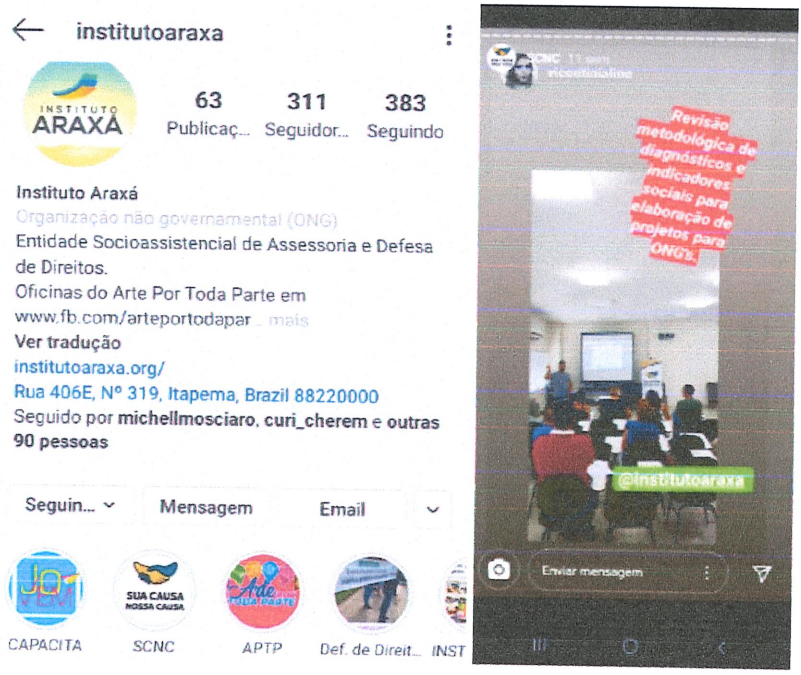 institutoaraxa
INSTITUTO
ARAXÁ
63
311
383
Publicaç...
Seguidor...
Seguindo
Instituto Araxá
Organização não governamental (ONG)
Entidade Socioassistencial de Assessoria e Defesa
de Direitos.
Oficinas do Arte Por Toda Parte em
www.fb.com/arteportodapar... mais
Ver tradução
institutoaraxa.org/
Rua 406E, Nº 319, Itapema, Brazil 88220000
Seguido por michellmosciaro, curi_cherem e outras
90 pessoas
Seguin...
Mensagem
Email
JOVEM
SUA CAUSA
NOSSA CAUSA
Arte
TODA PARTE
CAPACITA
SCNC
APTP
Def. de Direit...
INST
SCNC 11 sem
vicentinialine
Revisão
metodológica de
diagnósticos e
indicadores
sociais para
elaboração de
projetos para
ONG's.
@institutoaraxa
Enviar mensagem